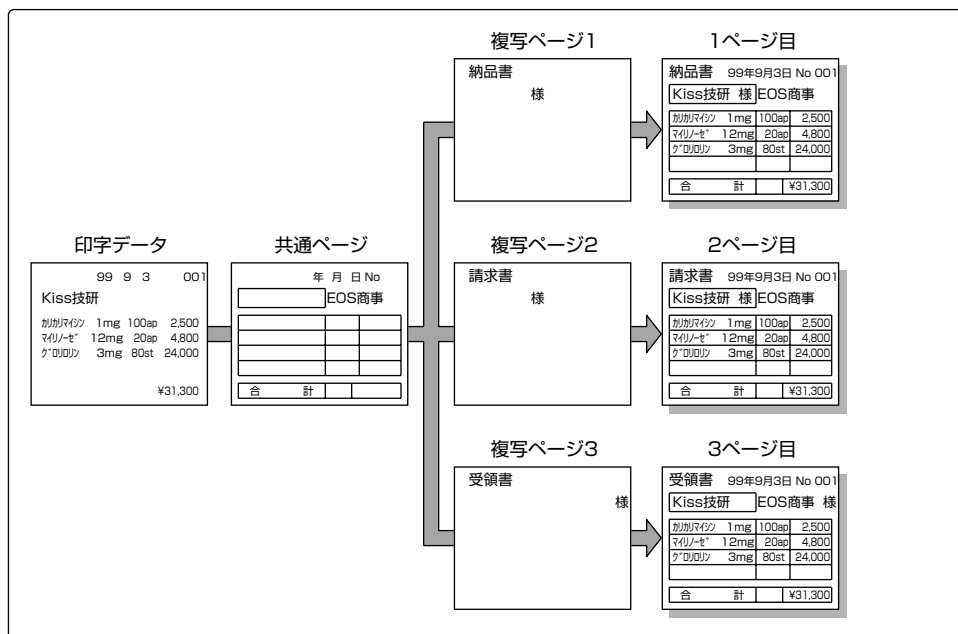 複写ページ1
1ページ目
納品書
様
納品書 99年9月3日 No 001
Kiss技研 様 EOS商事
ｶﾘｶﾘﾏｲｼﾝ 1mg 100ap 2,500
ﾏｲﾘﾉｰｾﾞ 12mg 20ap 4,800
ｸﾞﾛﾘﾛﾘﾝ 3mg 80st 24,000
合 計 ¥31,300
印字データ
99 9 3 001
Kiss技研
ｶﾘｶﾘﾏｲｼﾝ 1mg 100ap 2,500
ﾏｲﾘﾉｰｾﾞ 12mg 20ap 4,800
ｸﾞﾛﾘﾛﾘﾝ 3mg 80st 24,000
¥31,300
共通ページ
年 月 日 No
EOS商事
合 計
複写ページ2
2ページ目
請求書
様
請求書 99年9月3日 No 001
Kiss技研 様 EOS商事
ｶﾘｶﾘﾏｲｼﾝ 1mg 100ap 2,500
ﾏｲﾘﾉｰｾﾞ 12mg 20ap 4,800
ｸﾞﾛﾘﾛﾘﾝ 3mg 80st 24,000
合 計 ¥31,300
複写ページ3
3ページ目
受領書
様
受領書 99年9月3日 No 001
Kiss技研 EOS商事 様
ｶﾘｶﾘﾏｲｼﾝ 1mg 100ap 2,500
ﾏｲﾘﾉｰｾﾞ 12mg 20ap 4,800
ｸﾞﾛﾘﾛﾘﾝ 3mg 80st 24,000
合 計 ¥31,300